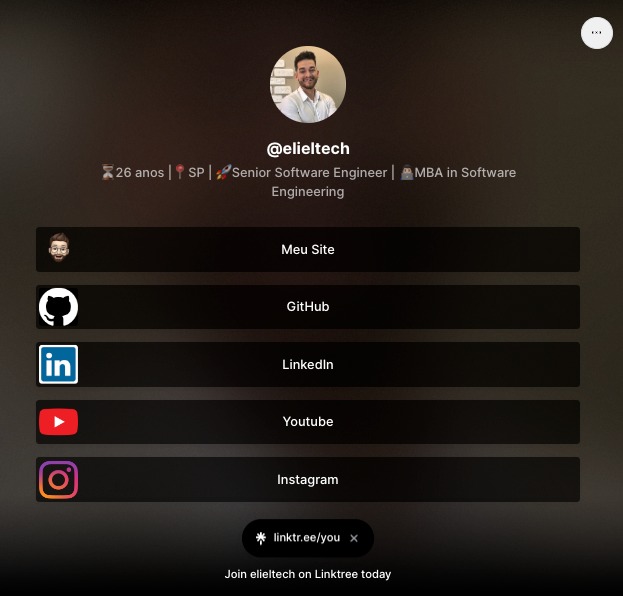 @elieltech
⏳26 anos |📍SP | 🚀Senior Software Engineer | 👨🏽‍💻MBA in Software
Engineering
Meu Site
GitHub
in
LinkedIn
Youtube
Instagram
linktr.ee/you
Join elieltech on Linktree today